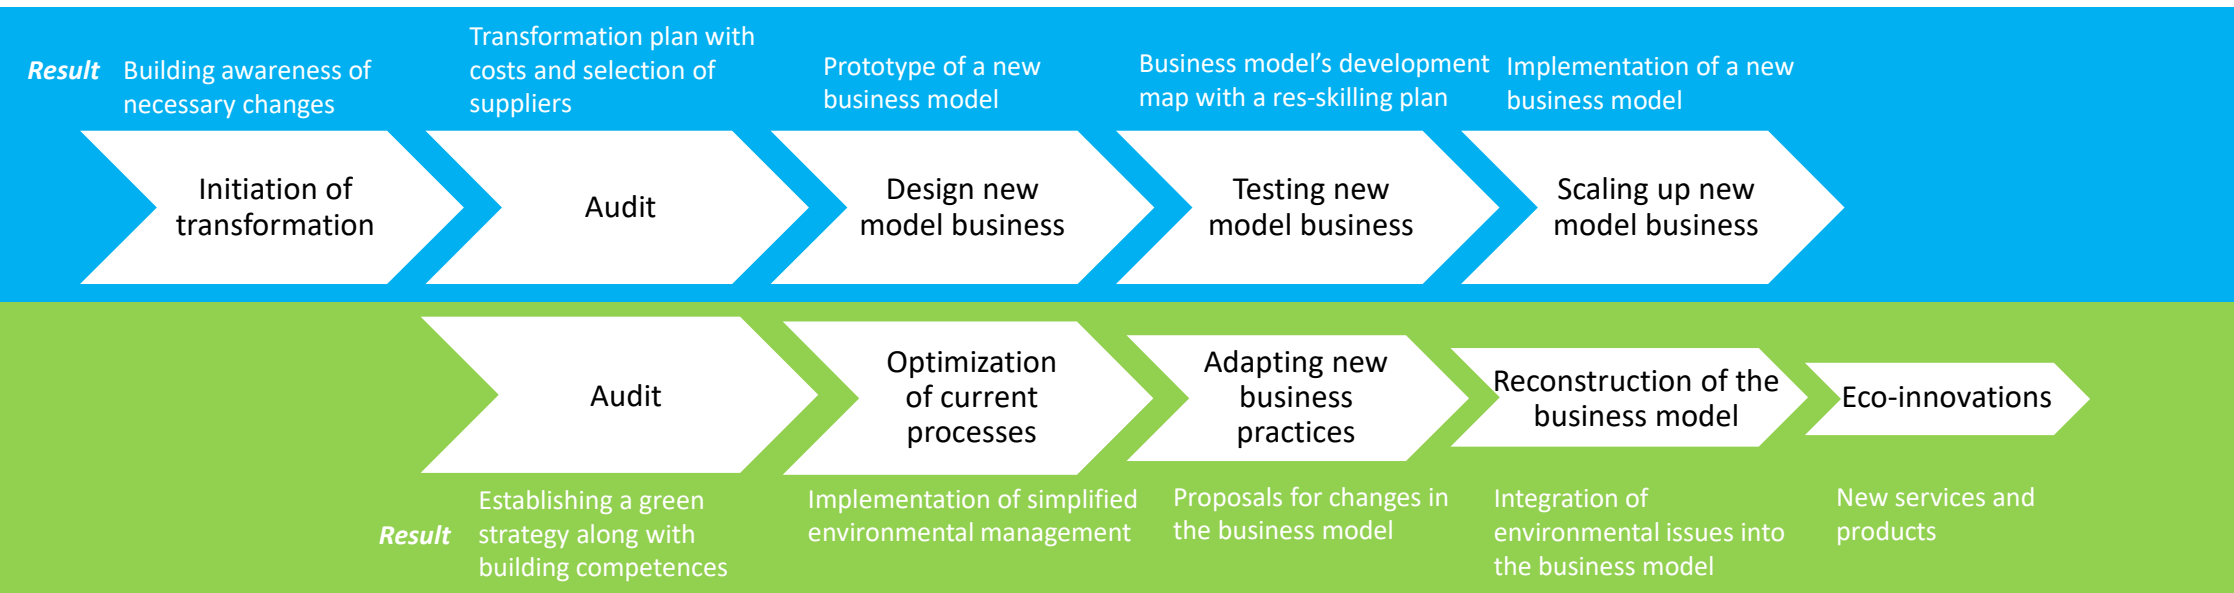 Result
Building awareness of
necessary changes
Transformation plan with
costs and selection of
suppliers
Prototype of a new
business model
Business model’s development
map with a res-skilling plan
Implementation of a new
business model
Initiation of
transformation
Audit
Design new
model business
Testing new
model business
Scaling up new
model business
Audit
Optimization
of current
processes
Adapting new
business
practices
Reconstruction of the
business model
Eco-innovations
Result
Establishing a green
strategy along with
building competences
Implementation of simplified
environmental management
Proposals for changes in
the business model
Integration of
environmental issues into
the business model
New services and
products